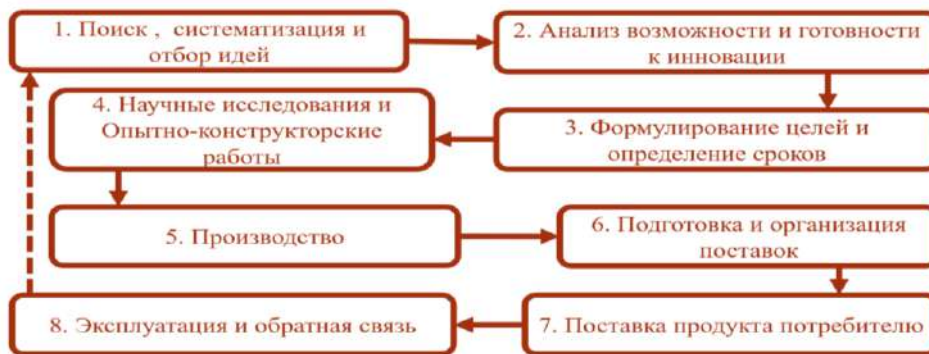 1. Поиск , систематизация и
отбор идей
2. Анализ возможности и готовности
к инновации
3. Формулирование целей и
определение сроков
4. Научные исследования и
Опытно-конструкторские
работы
5. Производство
6. Подготовка и организация
поставок
7. Поставка продукта потребителю
8. Эксплуатация и обратная связь